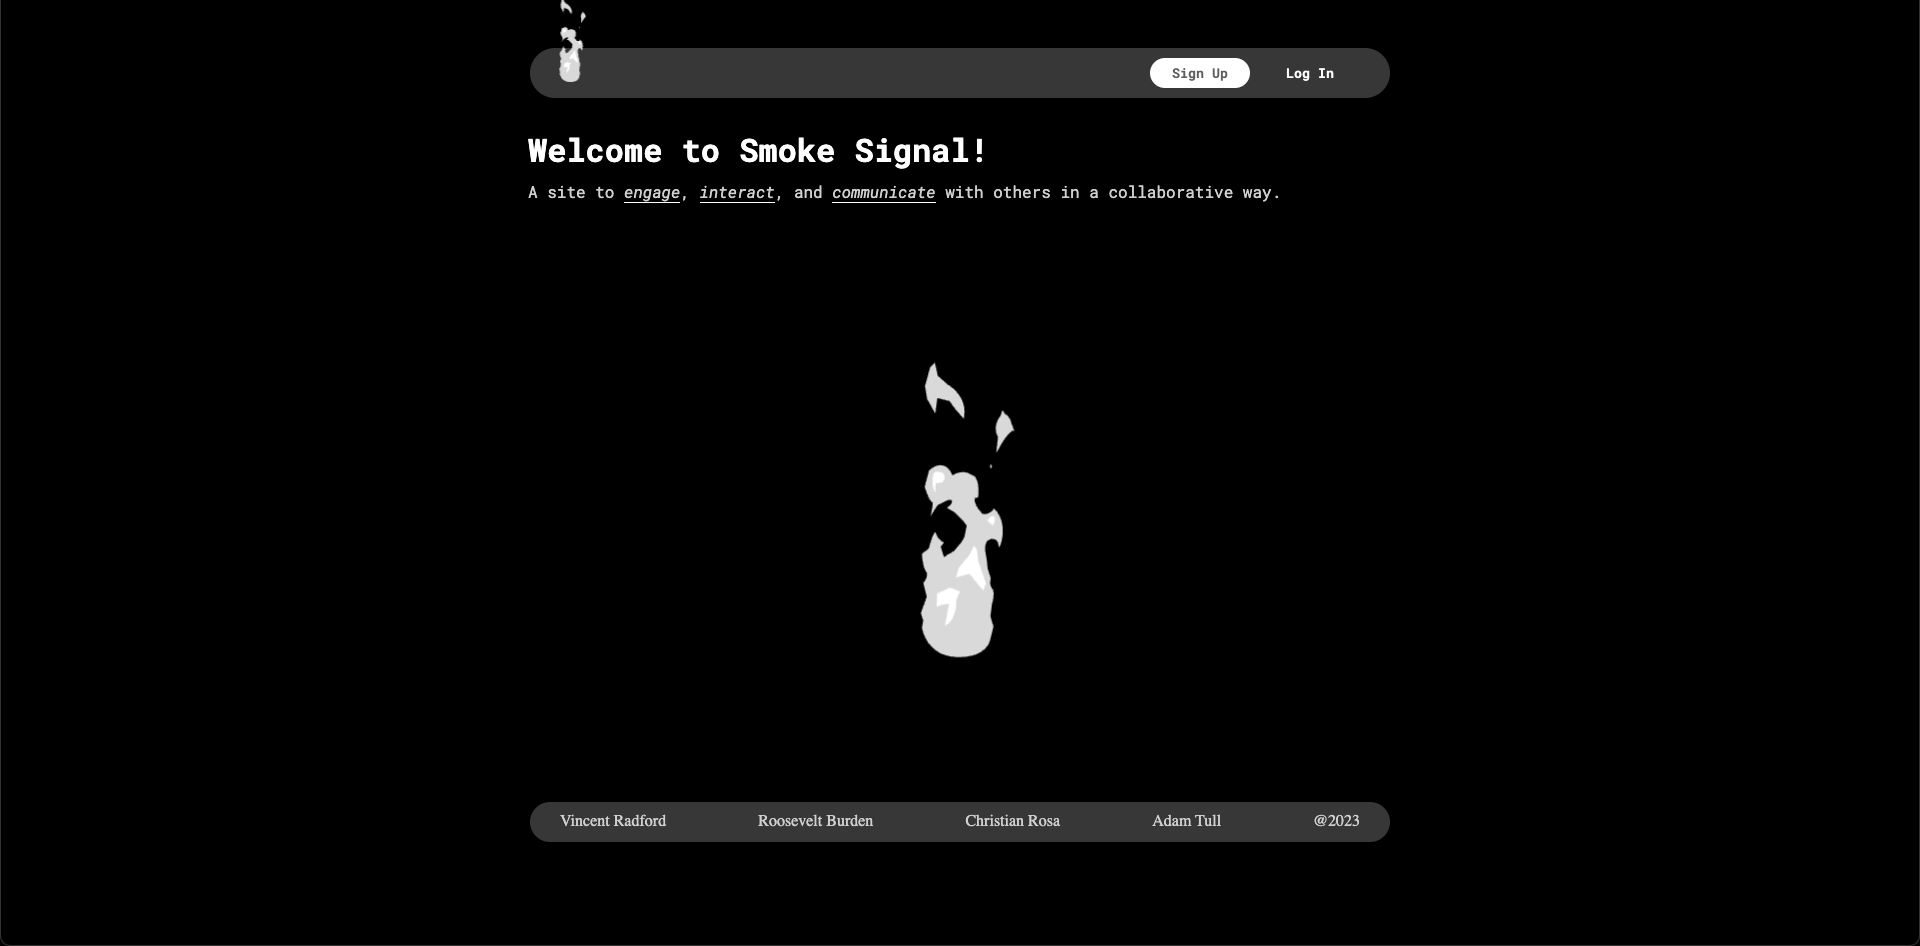 Sign Up Log In
Welcome to Smoke Signal!
A site to engage, interact, and communicate with others in a collaborative way.
Vincent Radford Roosevelt Burden Christian Rosa Adam Tull @2023